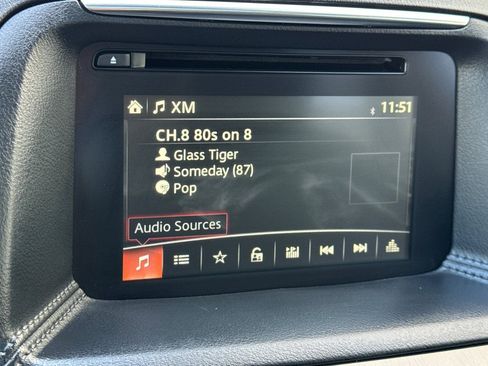 XM 11:51
CH.8 80s on 8
Glass Tiger
Someday (87)
Pop
Audio Sources